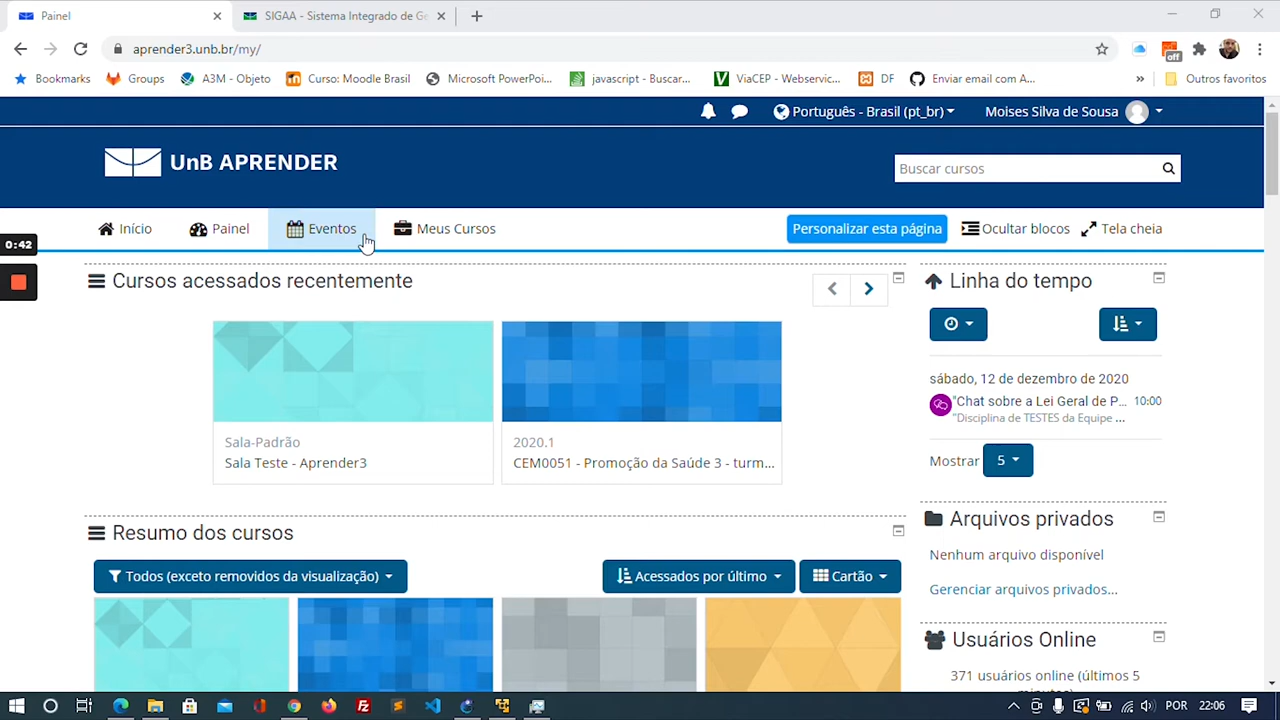 Painel
SIGAA - Sistema Integrado de Ge
aprender3.unb.br/my/
off
Bookmarks
Groups
A3M - Objeto
Curso: Moodle Brasil
Microsoft PowerPoi...
javascript - Buscar...
ViaCEP - Webservic...
DF
Enviar email com A...
»
Outros favoritos
Português - Brasil (pt_br)
Moises Silva de Sousa
UnB APRENDER
Buscar cursos
Início
Painel
Eventos
Meus Cursos
Personalizar esta página
Ocultar blocos
Tela cheia
0:42
Cursos acessados recentemente
Sala-Padrão
Sala Teste - Aprender3
2020.1
CEM0051 - Promoção da Saúde 3 - turm...
Resumo dos cursos
Todos (exceto removidos da visualização)
Acessados por último
Cartão
Linha do tempo
sábado, 12 de dezembro de 2020
"Chat sobre a Lei Geral de P... 10:00
"Disciplina de TESTES da Equipe ...
Mostrar 5
Arquivos privados
Nenhum arquivo disponível
Gerenciar arquivos privados...
Usuários Online
371 usuários online (últimos 5
minutos)
POR
22:06